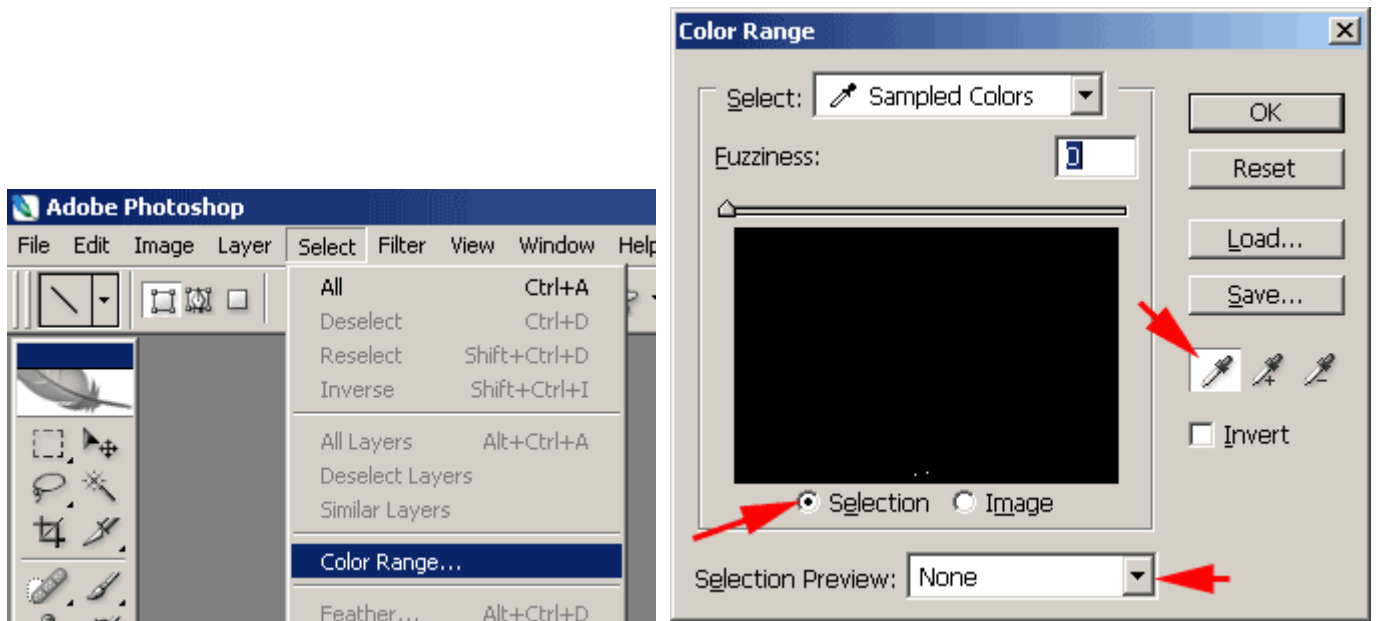 Adobe Photoshop
File Edit Image Layer Select Filter View Window Help
All Ctrl+A
Deselect Ctrl+D
Reselect Shift+Ctrl+D
Inverse Shift+Ctrl+I
All Layers Alt+Ctrl+A
Deselect Layers
Similar Layers
Color Range...
Feather... Alt+Ctrl+D
Color Range
Select: Sampled Colors
OK
Fuzziness: 0
Reset
Load...
Save...
Invert
Selection Image
Selection Preview: None